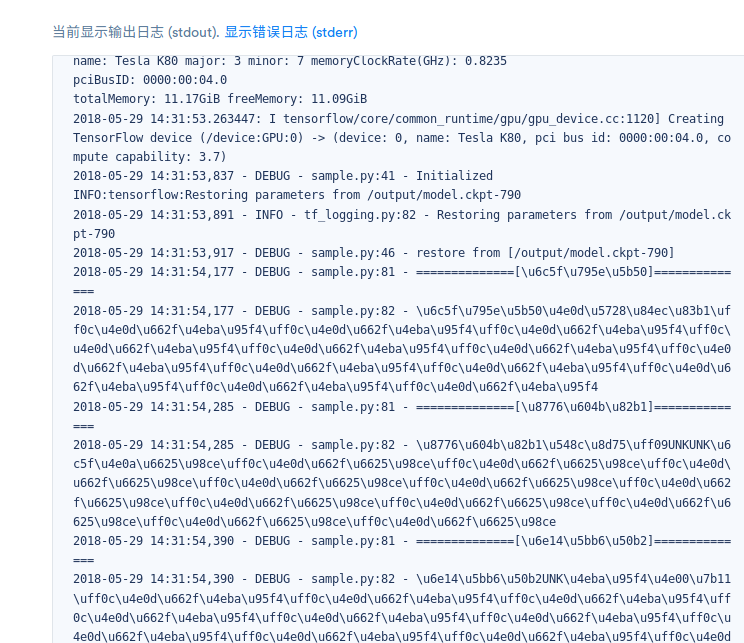 当前显示输出日志 (stdout). 显示错误日志 (stderr)
name: Tesla K80 major: 3 minor: 7 memoryClockRate(GHz): 0.8235
pciBusID: 0000:00:04.0
totalMemory: 11.17GiB freeMemory: 11.09GiB
2018-05-29 14:31:53.263447: I tensorflow/core/common_runtime/gpu/gpu_device.cc:1120] Creating
TensorFlow device (/device:GPU:0) -> (device: 0, name: Tesla K80, pci bus id: 0000:00:04.0, co
mpute capability: 3.7)
2018-05-29 14:31:53,837 - DEBUG - sample.py:41 - Initialized
INFO:tensorflow:Restoring parameters from /output/model.ckpt-790
2018-05-29 14:31:53,891 - INFO - tf_logging.py:82 - Restoring parameters from /output/model.ck
pt-790
2018-05-29 14:31:53,917 - DEBUG - sample.py:46 - restore from [/output/model.ckpt-790]
2018-05-29 14:31:54,177 - DEBUG - sample.py:81 - ==============[\u6c5f\u795e\u5b50]===========
===
2018-05-29 14:31:54,177 - DEBUG - sample.py:82 - \u6c5f\u795e\u5b50\u4e0d\u5728\u84ec\u83b1\uf
f0c\u4e0d\u662f\u4eba\u95f4\uff0c\u4e0d\u662f\u4eba\u95f4\uff0c\u4e0d\u662f\u4eba\u95f4\uff0c\
u4e0d\u662f\u4eba\u95f4\uff0c\u4e0d\u662f\u4eba\u95f4\uff0c\u4e0d\u662f\u4eba\u95f4\uff0c\u4e0
d\u662f\u4eba\u95f4\uff0c\u4e0d\u662f\u4eba\u95f4\uff0c\u4e0d\u662f\u4eba\u95f4\uff0c\u4e0d\u6
62f\u4eba\u95f4\uff0c\u4e0d\u662f\u4eba\u95f4\uff0c\u4e0d\u662f\u4eba\u95f4
2018-05-29 14:31:54,285 - DEBUG - sample.py:81 - ==============[\u8776\u604b\u82b1]===========
===
2018-05-29 14:31:54,285 - DEBUG - sample.py:82 - \u8776\u604b\u82b1\u548c\u8d75\uff09UNKUNK\u6
c5f\u4e0a\u6625\u98ce\uff0c\u4e0d\u662f\u6625\u98ce\uff0c\u4e0d\u662f\u6625\u98ce\uff0c\u4e0d\
u662f\u6625\u98ce\uff0c\u4e0d\u662f\u6625\u98ce\uff0c\u4e0d\u662f\u6625\u98ce\uff0c\u4e0d\u662
f\u6625\u98ce\uff0c\u4e0d\u662f\u6625\u98ce\uff0c\u4e0d\u662f\u6625\u98ce\uff0c\u4e0d\u662f\u6
625\u98ce\uff0c\u4e0d\u662f\u6625\u98ce\uff0c\u4e0d\u662f\u6625\u98ce
2018-05-29 14:31:54,390 - DEBUG - sample.py:81 - ==============[\u6e14\u5bb6\u50b2]===========
===
2018-05-29 14:31:54,390 - DEBUG - sample.py:82 - \u6e14\u5bb6\u50b2UNK\u4eba\u95f4\u4e00\u7b11
\uff0c\u4e0d\u662f\u4eba\u95f4\uff0c\u4e0d\u662f\u4eba\u95f4\uff0c\u4e0d\u662f\u4eba\u95f4\uff
0c\u4e0d\u662f\u4eba\u95f4\uff0c\u4e0d\u662f\u4eba\u95f4\uff0c\u4e0d\u662f\u4eba\u95f4\uff0c\u
4e0d\u662f\u4eba\u95f4\uff0c\u4e0d\u662f\u4eba\u95f4\uff0c\u4e0d\u662f\u4eba\u95f4\uff0c\u4e0d